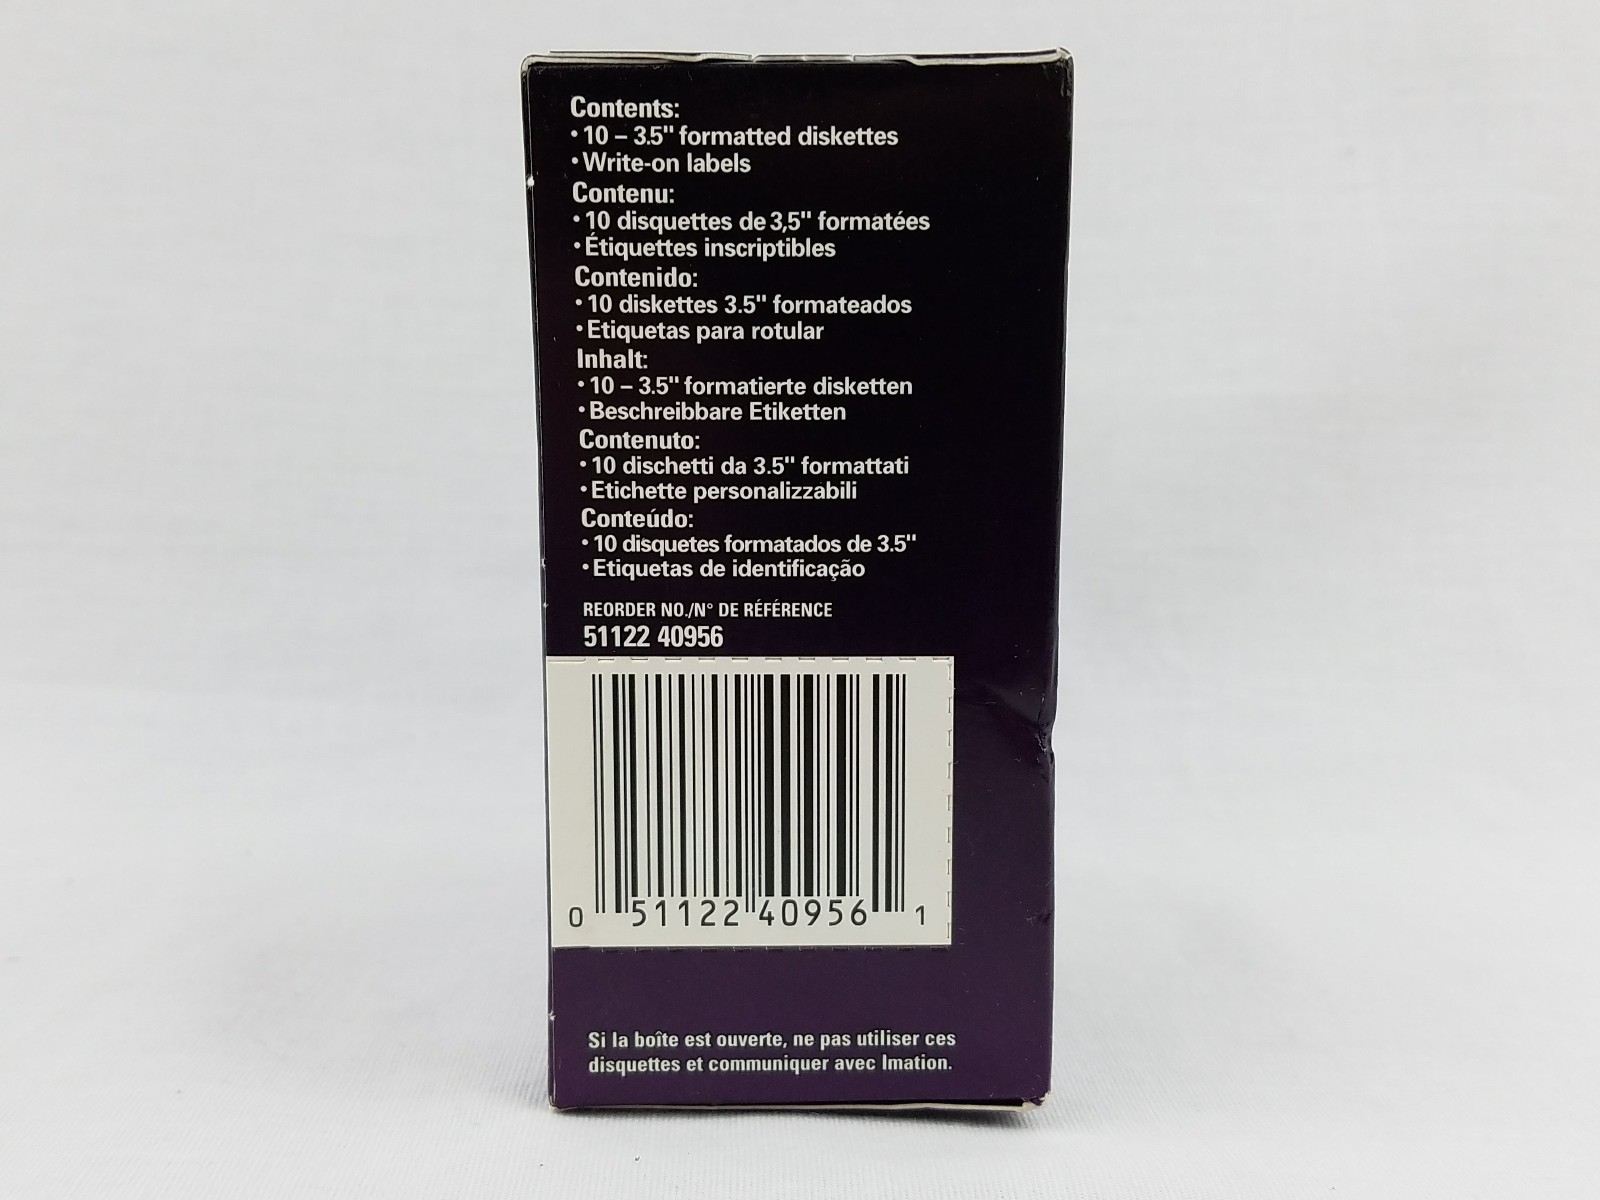 Contents:
• 10 – 3.5" formatted diskettes
• Write-on labels
Contenu:
• 10 disquettes de 3,5" formatées
• Étiquettes inscriptibles
Contenido:
• 10 diskettes 3.5" formateados
• Etiquetas para rotular
Inhalt:
• 10 – 3.5" formatierte disketten
• Beschreibbare Etiketten
Contenuto:
• 10 dischetti da 3.5" formattati
• Etichette personalizzabili
Conteúdo:
• 10 disquetes formatados de 3.5"
• Etiquetas de identificação
REORDER NO./N° DE RÉFÉRENCE
51122 40956
0 51122 40956 1
Si la boîte est ouverte, ne pas utiliser ces
disquettes et communiquer avec Imation.